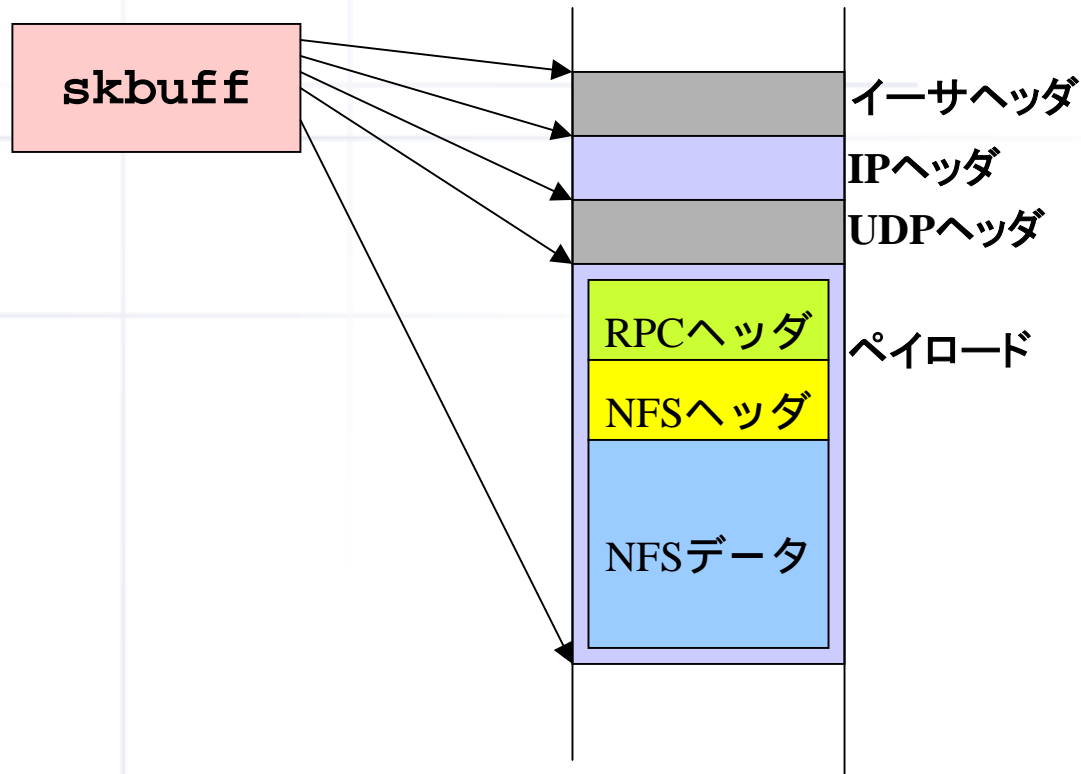 skbuff
イーサヘッダ
IPヘッダ
UDPヘッダ
RPCヘッダ
ペイロード
NFSヘッダ
NFSデータ